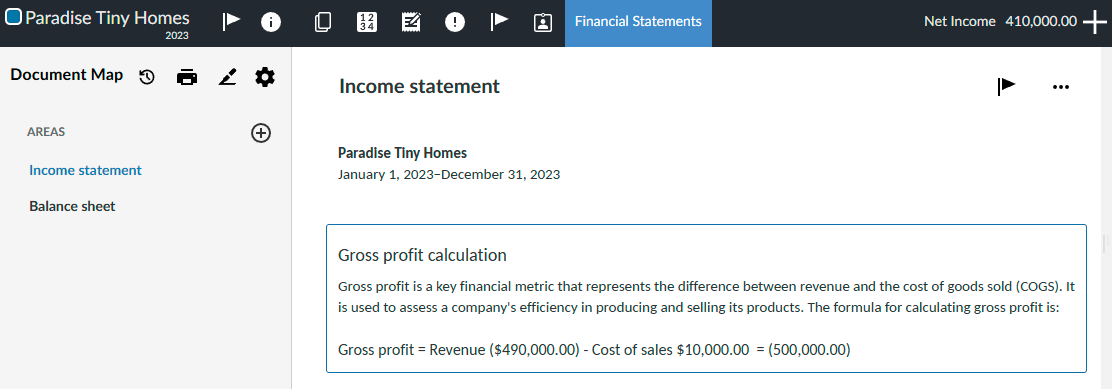 Paradise Tiny Homes
2023
1 2
3 4
Financial Statements
Net Income 410,000.00
Document Map
AREAS
Income statement
Balance sheet
Income statement
Paradise Tiny Homes
January 1, 2023–December 31, 2023
Gross profit calculation
Gross profit is a key financial metric that represents the difference between revenue and the cost of goods sold (COGS). It
is used to assess a company's efficiency in producing and selling its products. The formula for calculating gross profit is:
Gross profit = Revenue ($490,000.00) - Cost of sales $10,000.00 = (500,000.00)